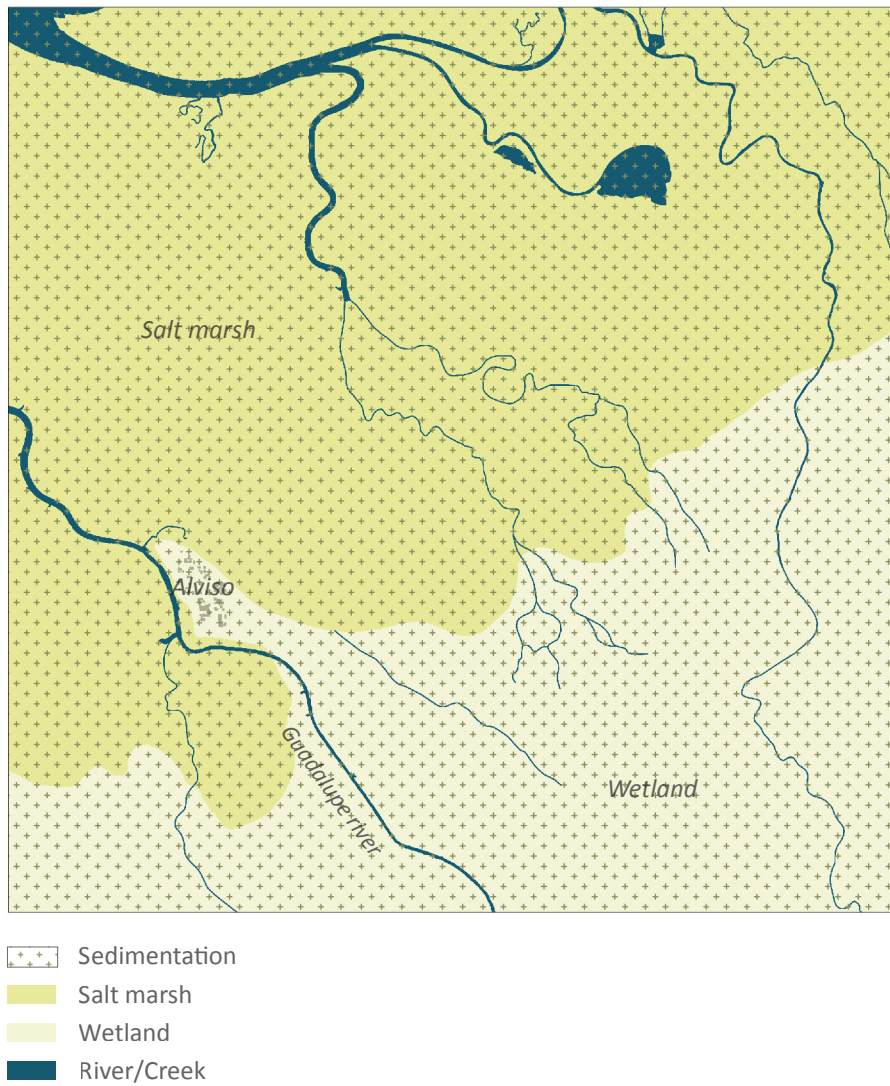 Salt marsh
Alviso
Guadalupe river
Wetland
Sedimentation
Salt marsh
Wetland
River/Creek